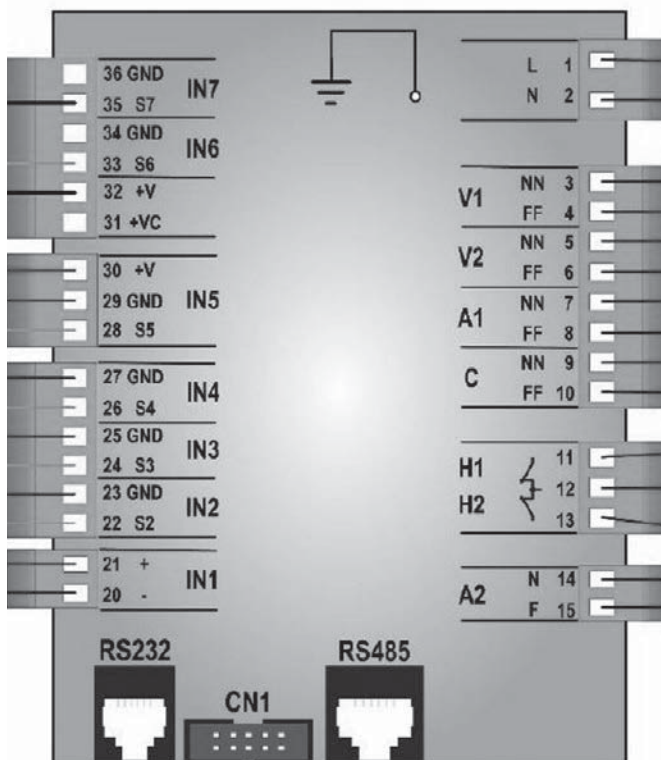 36 GND
35 S7
IN7
34 GND
33 S6
IN6
32 +V
31 +VC
30 +V
29 GND
28 S5
IN5
27 GND
26 S4
IN4
25 GND
24 S3
IN3
23 GND
22 S2
IN2
21 +
20 -
IN1
L 1
N 2
V1
NN 3
FF 4
V2
NN 5
FF 6
A1
NN 7
FF 8
C
NN 9
FF 10
H1
H2
11
12
13
A2
N 14
F 15
RS232
CN1
RS485